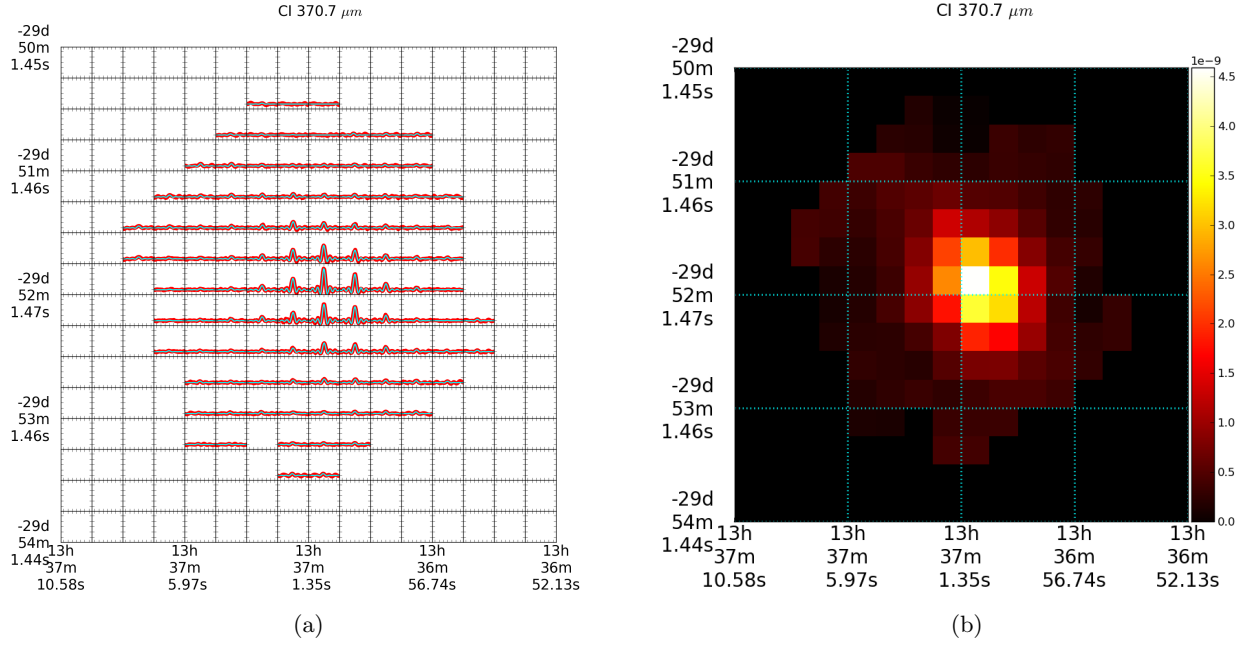 CI 370.7 μm
-29d
50m
1.45s
-29d
51m
1.46s
-29d
52m
1.47s
-29d
53m
1.46s
-29d
54m
1.44s
13h 13h 13h 13h 13h
37m 37m 37m 36m 36m
10.58s 5.97s 1.35s 56.74s 52.13s
(a)
CI 370.7 μm
-29d
50m
1.45s
-29d
51m
1.46s
-29d
52m
1.47s
-29d
53m
1.46s
-29d
54m
1.44s
13h 13h 13h 13h 13h
37m 37m 37m 36m 36m
10.58s 5.97s 1.35s 56.74s 52.13s
1e−9
4.5
4.0
3.5
3.0
2.5
2.0
1.5
1.0
0.5
0.0
(b)